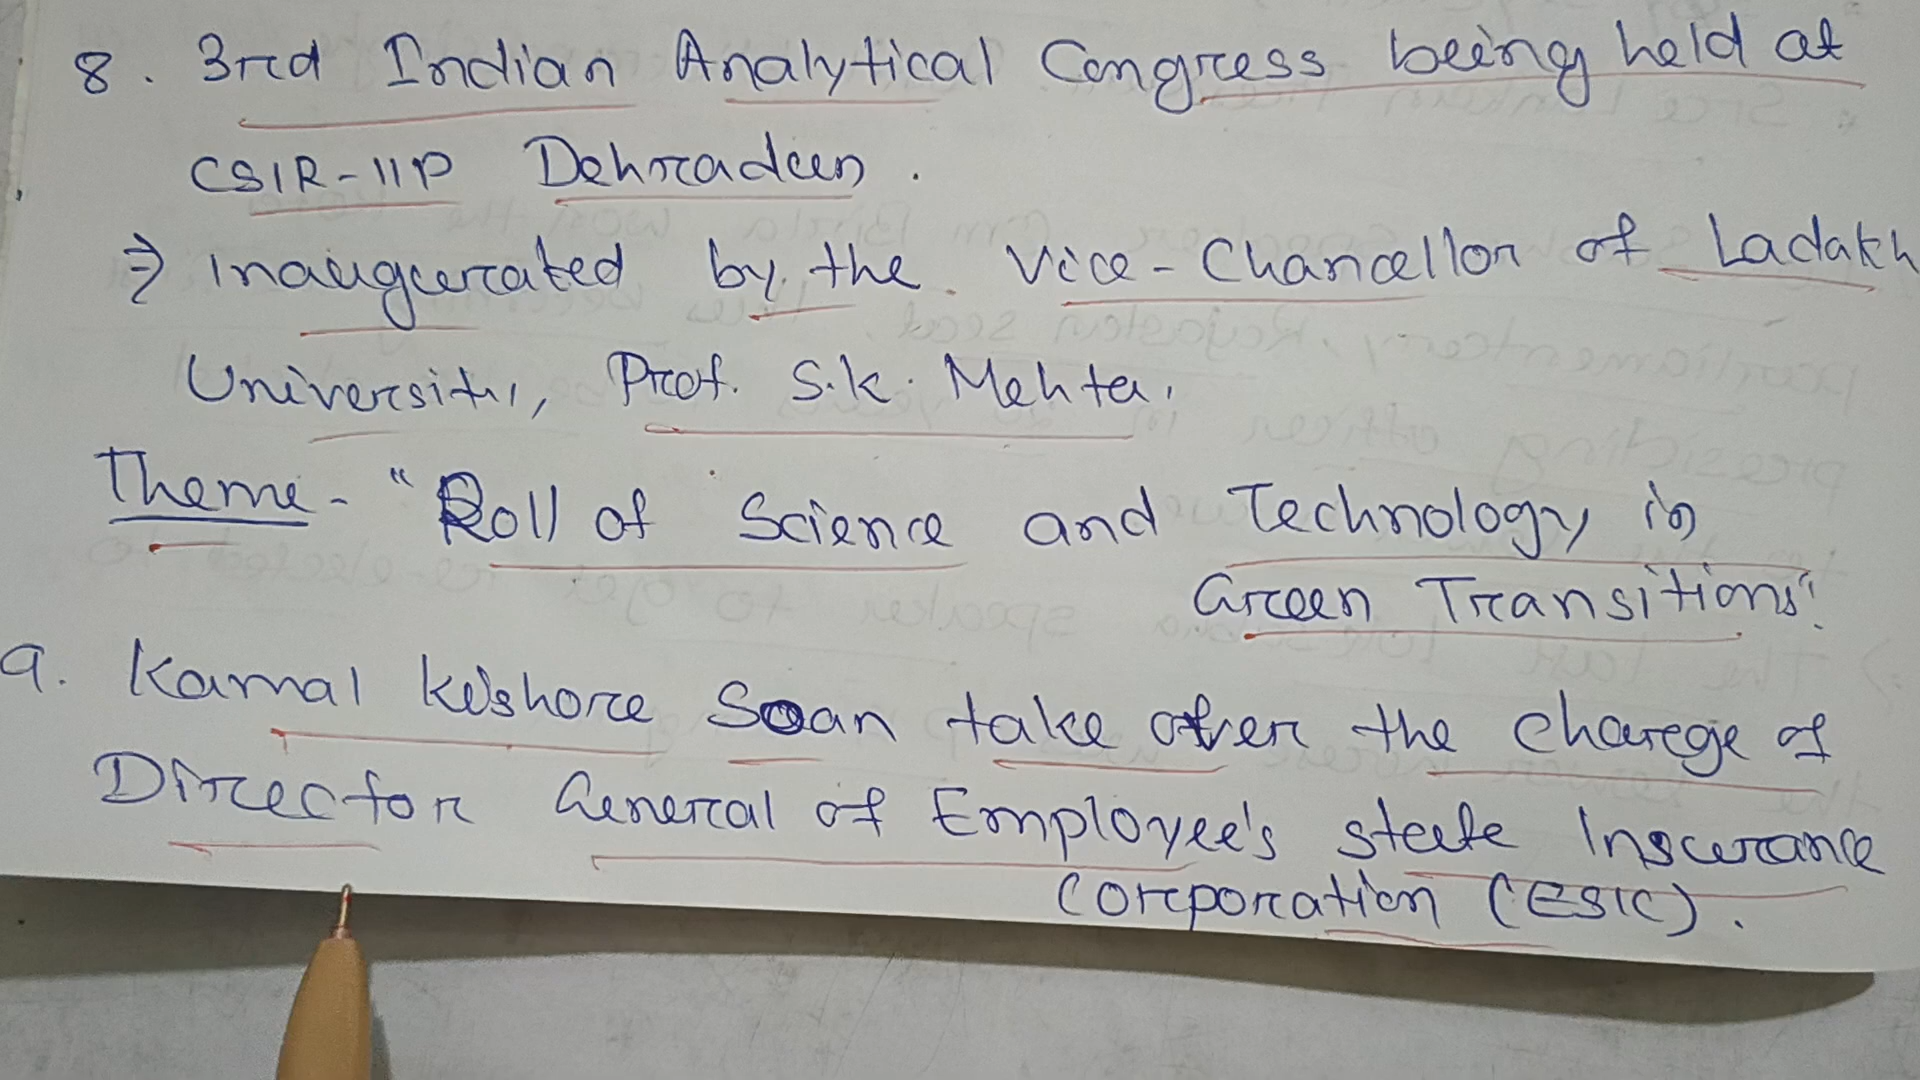 8. 3rd Indian Analytical Congress being held at
CSIR-IIP Dehradun.
⇒ inaugurated by the Vice-Chancellor of Ladakh
University, Prof. S.K. Mehta.
Theme - "Roll of Science and Technology in
Green Transitions".
9. Kamal Kishore Soan take over the charge of
Director General of Employee's state Insurance
Corporation (ESIC).